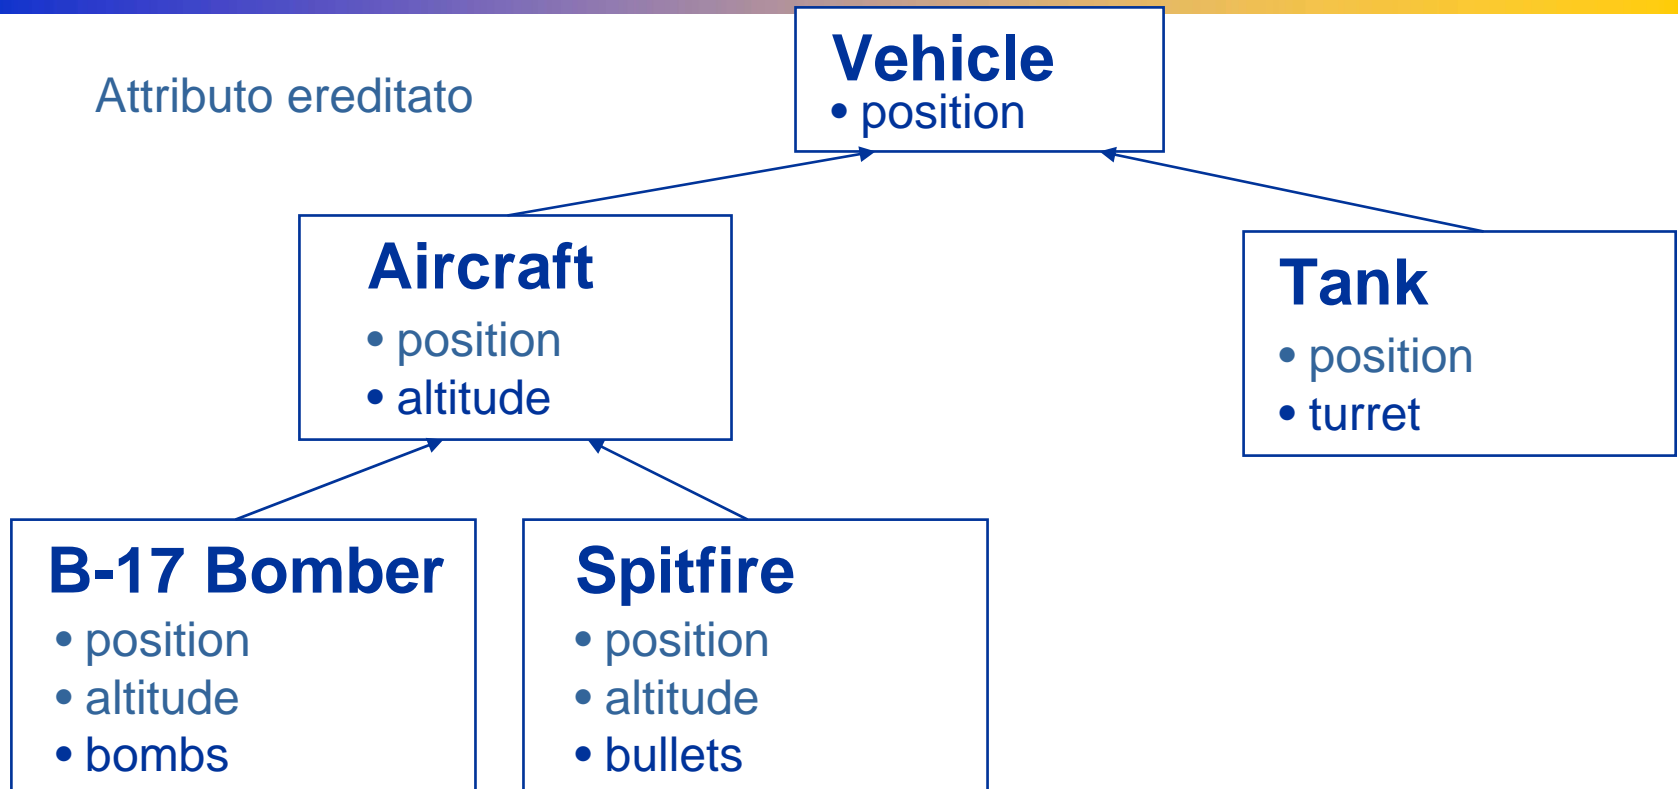 Attributo ereditato
Vehicle
• position
Aircraft
• position
• altitude
Tank
• position
• turret
B-17 Bomber
• position
• altitude
• bombs
Spitfire
• position
• altitude
• bullets